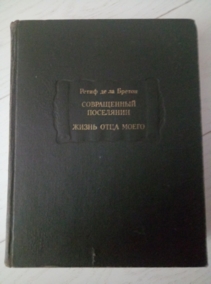 Ретиф де ла Бретон
СОВРАЩЕННЫЙ
ПОСЕЛЯНИН
ЖИЗНЬ ОТЦА МОЕГО